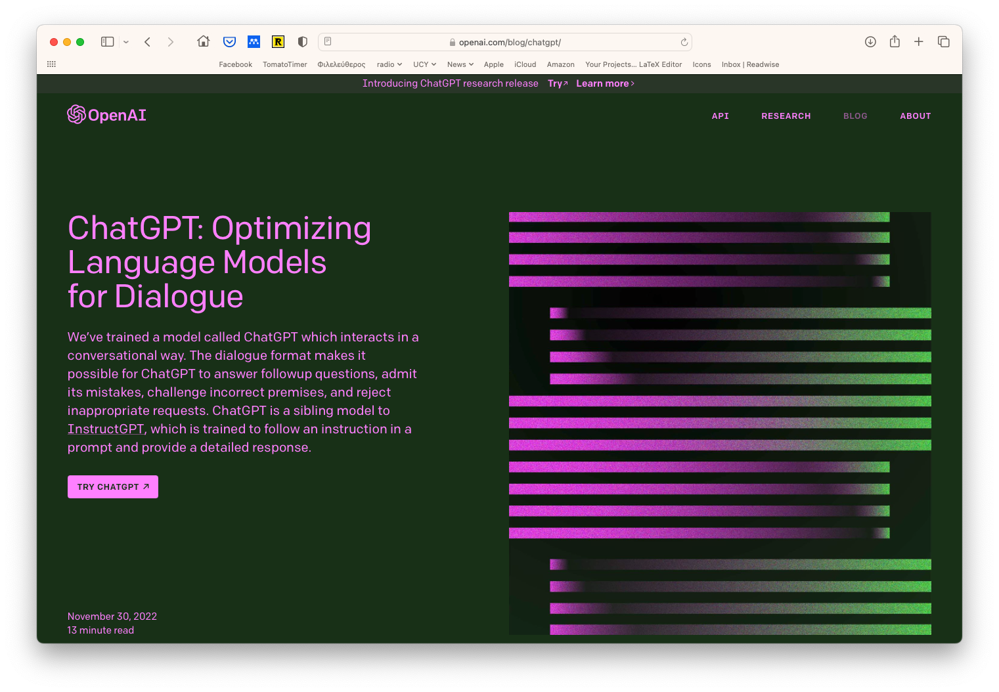 openai.com/blog/chatgpt/
Facebook TomatoTimer Φιλελεύθερος radio UCY News Apple iCloud Amazon Your Projects... LaTeX Editor Icons Inbox | Readwise
Introducing ChatGPT research release Try↗ Learn more›
OpenAI
API RESEARCH BLOG ABOUT
ChatGPT: Optimizing
Language Models
for Dialogue
We’ve trained a model called ChatGPT which interacts in a
conversational way. The dialogue format makes it
possible for ChatGPT to answer followup questions, admit
its mistakes, challenge incorrect premises, and reject
inappropriate requests. ChatGPT is a sibling model to
InstructGPT, which is trained to follow an instruction in a
prompt and provide a detailed response.
TRY CHATGPT ↗
November 30, 2022
13 minute read